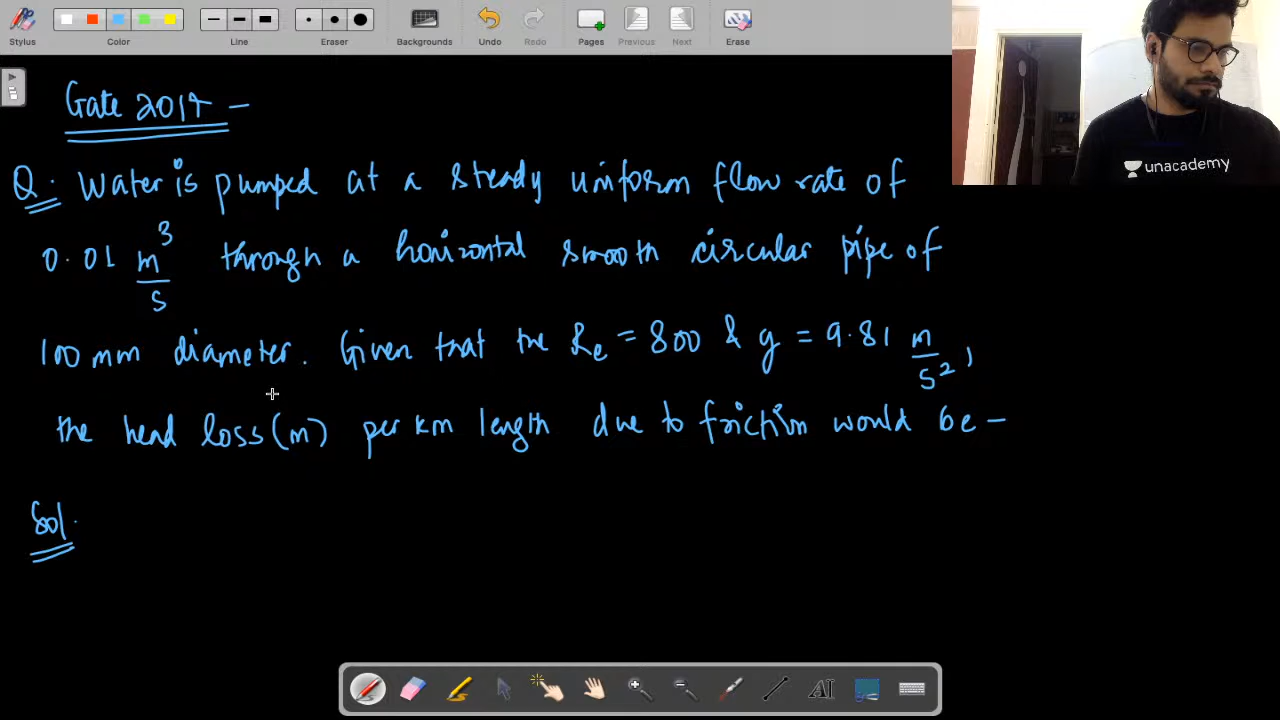 Stylus
Color
Line
Eraser
Backgrounds
Undo
Redo
Pages
Previous
Next
Erase
unacademy
Gate 2014 -
Q. Water is pumped at a steady uniform flow rate of
0.01 m³/s through a horizontal smooth circular pipe of
100 mm diameter. Given that the Re = 800 & g = 9.81 m/s²,
the head loss (m) per km length due to friction would be -
Sol.